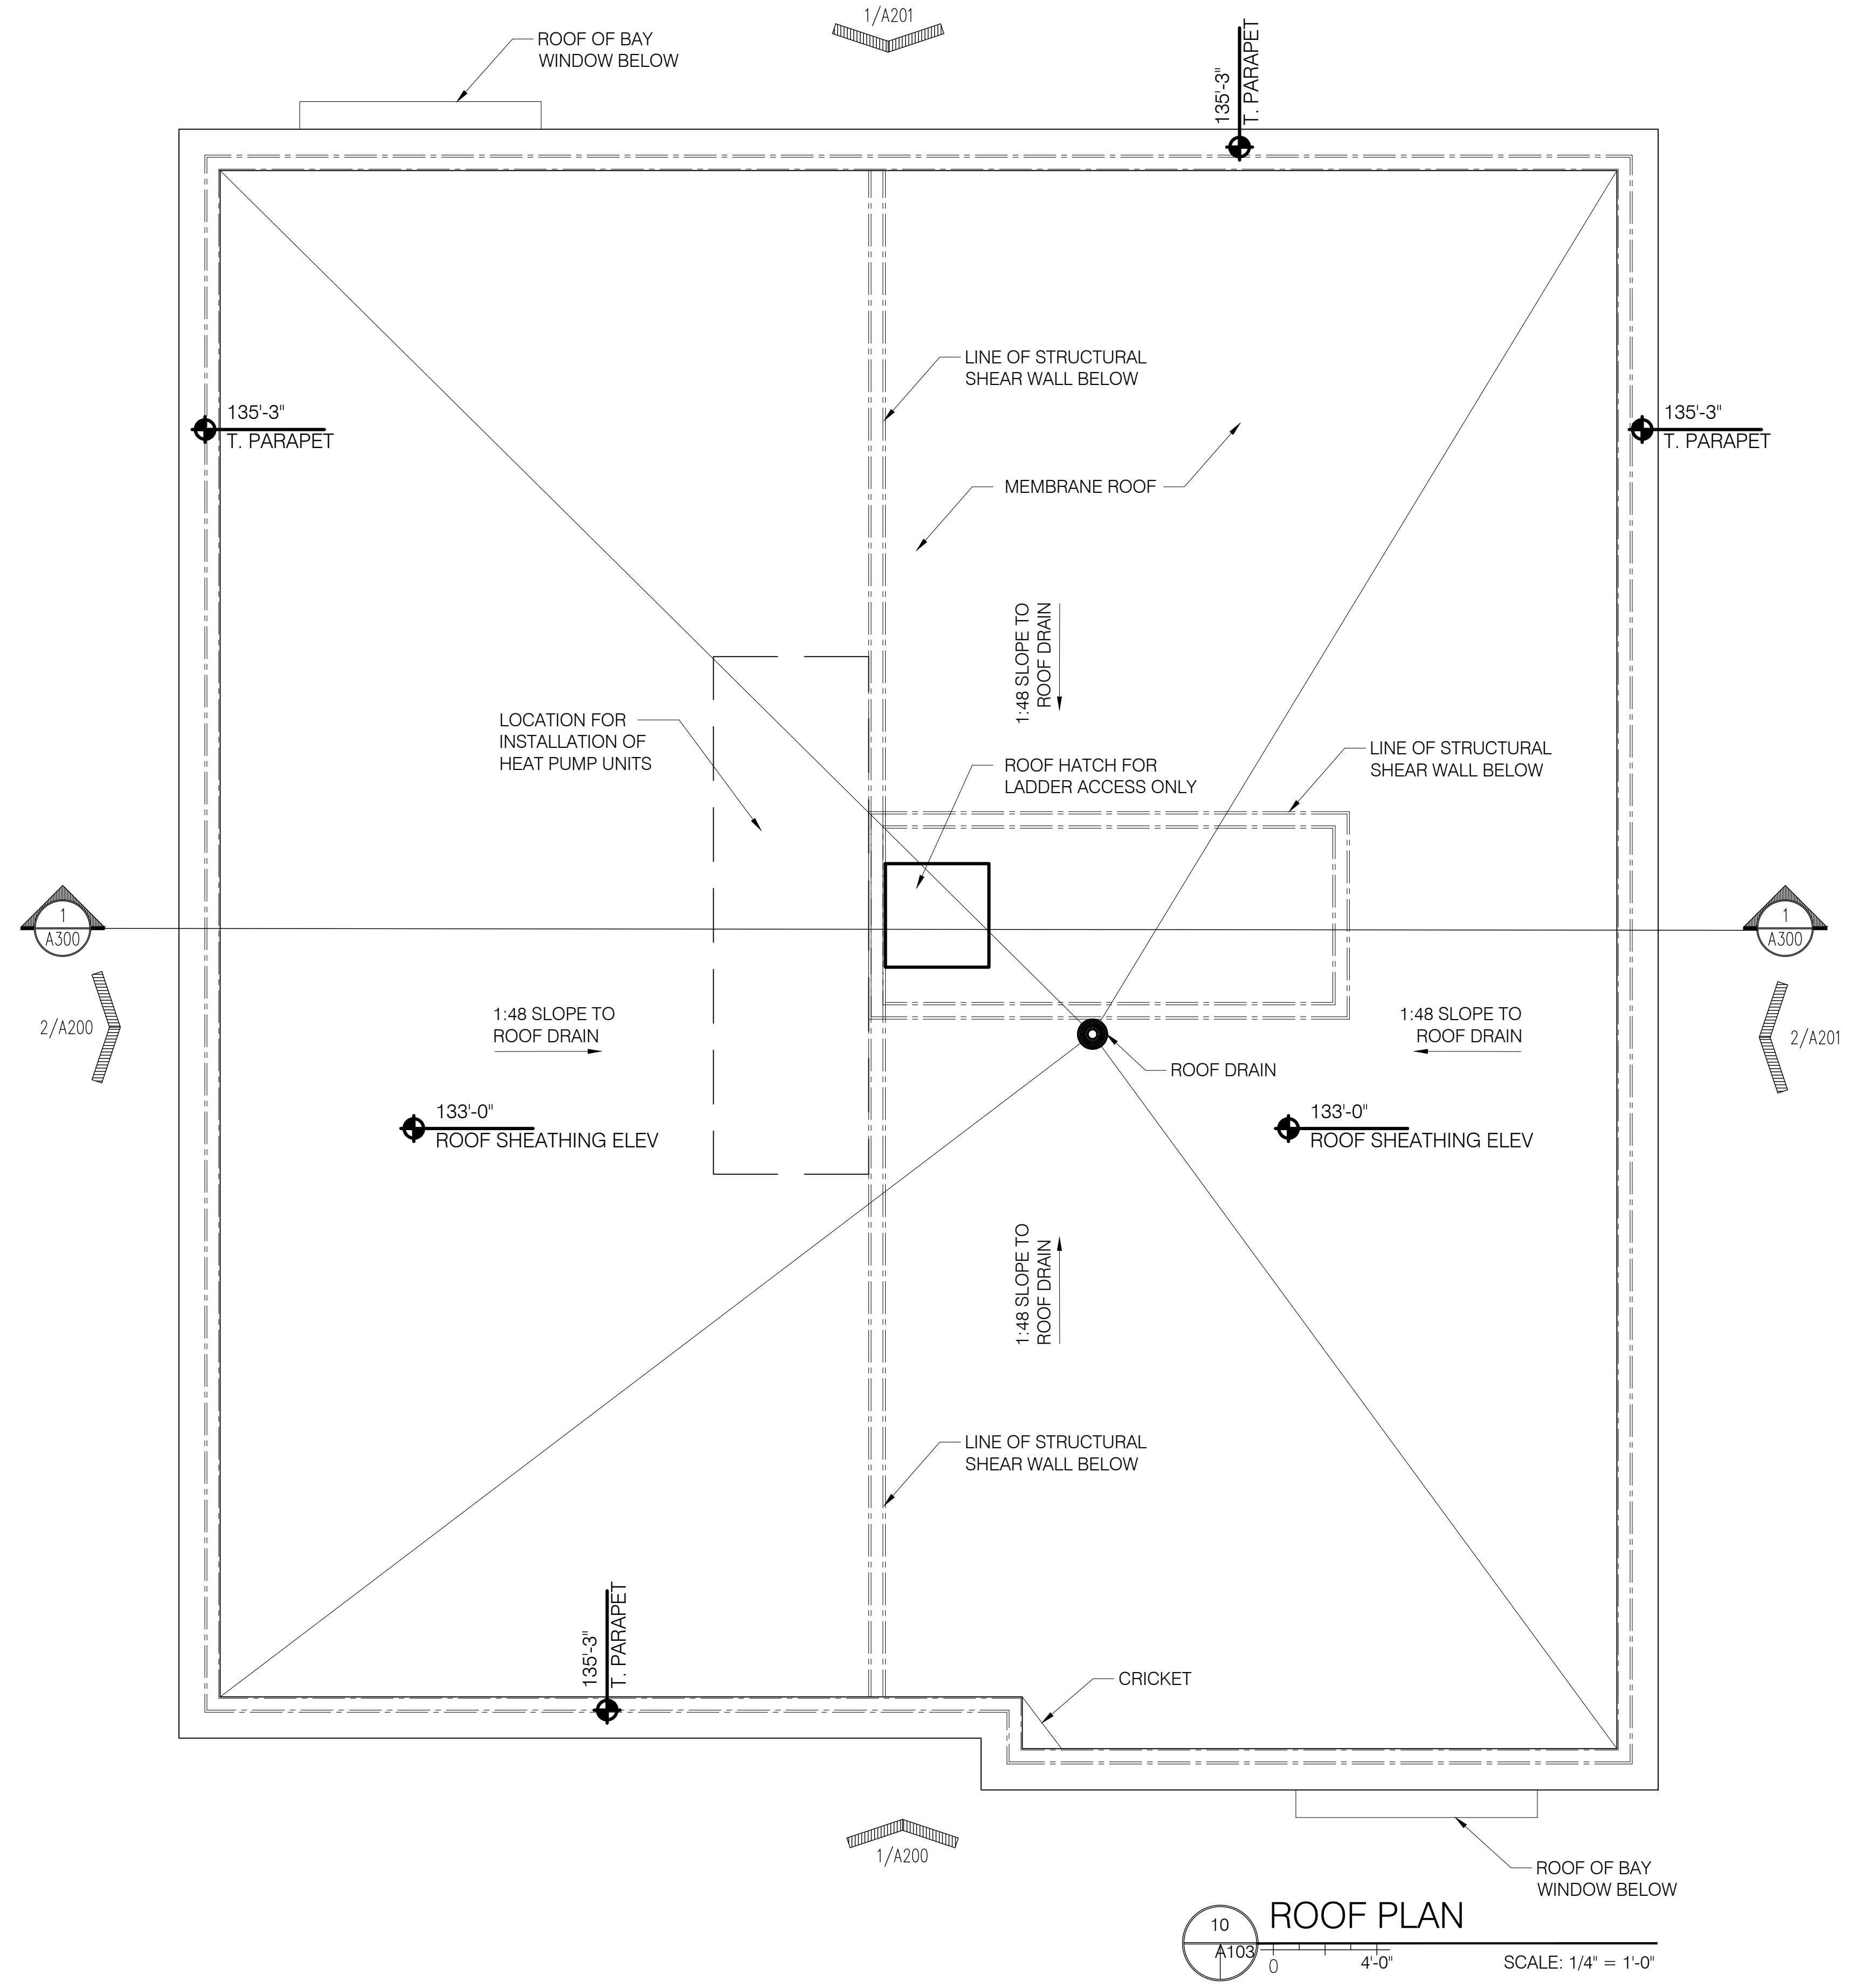 1/A201
ROOF OF BAY
WINDOW BELOW
135'-3"
T. PARAPET
LINE OF STRUCTURAL
SHEAR WALL BELOW
135'-3"
T. PARAPET
135'-3"
T. PARAPET
MEMBRANE ROOF
1:48 SLOPE TO
ROOF DRAIN
LOCATION FOR
INSTALLATION OF
HEAT PUMP UNITS
ROOF HATCH FOR
LADDER ACCESS ONLY
LINE OF STRUCTURAL
SHEAR WALL BELOW
1
A300
1
A300
2/A200
1:48 SLOPE TO
ROOF DRAIN
1:48 SLOPE TO
ROOF DRAIN
2/A201
ROOF DRAIN
133'-0"
ROOF SHEATHING ELEV
133'-0"
ROOF SHEATHING ELEV
1:48 SLOPE TO
ROOF DRAIN
LINE OF STRUCTURAL
SHEAR WALL BELOW
135'-3"
T. PARAPET
CRICKET
1/A200
ROOF OF BAY
WINDOW BELOW
10
A103
ROOF PLAN
0
4'-0"
SCALE: 1/4" = 1'-0"